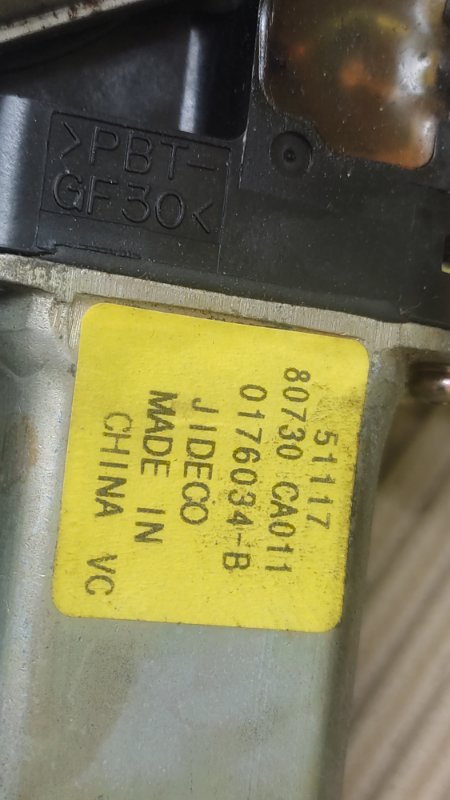 >PBT-
GF30<
51117
80730 CA011
0176034-B
JIDECO
MADE IN
CHINA VC